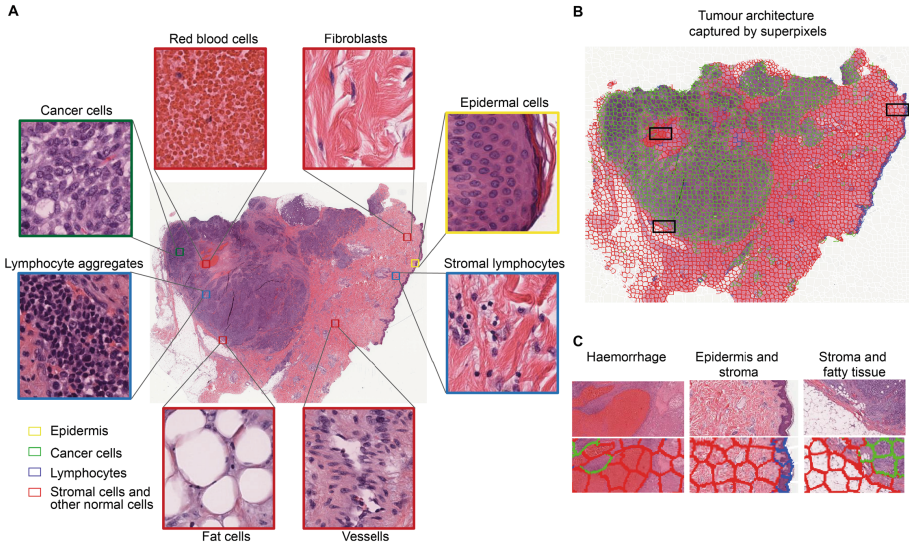 A
Red blood cells
Fibroblasts
Cancer cells
Epidermal cells
Lymphocyte aggregates
Stromal lymphocytes
Epidermis
Cancer cells
Lymphocytes
Stromal cells and
other normal cells
Fat cells
Vessells
B
Tumour architecture
captured by superpixels
C
Haemorrhage
Epidermis and
stroma
Stroma and
fatty tissue